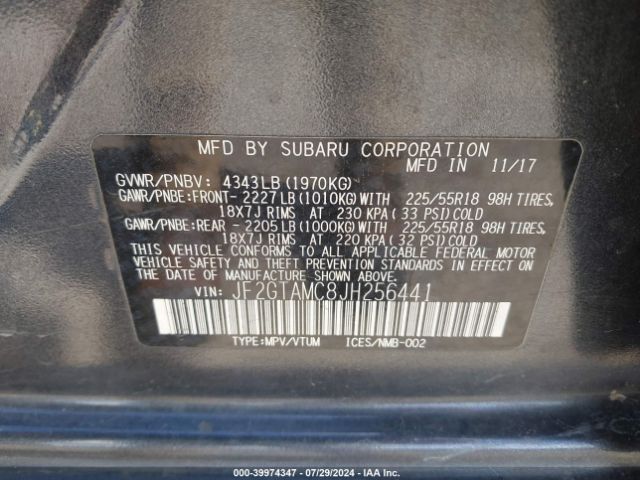 MFD BY SUBARU CORPORATION
MFD IN 11/17
GVWR/PNBV: 4343LB(1970KG)
GAWR/PNBE:FRONT- 2227LB(1010KG)WITH 225/55R18 98H TIRES,
18X7J RIMS AT 230 KPA(33 PSI)COLD
GAWR/PNBE:REAR - 2205LB(1000KG)WITH 225/55R18 98H TIRES,
18X7J RIMS AT 220 KPA(32 PSI)COLD
THIS VEHICLE CONFORMS TO ALL APPLICABLE FEDERAL MOTOR
VEHICLE SAFETY, BUMPER, AND THEFT PREVENTION STANDARDS
IN EFFECT ON THE DATE OF MANUFACTURE SHOWN ABOVE.
VIN: JF2GTAMC8JH256441
TYPE:MPV/VTUM ICES/NMB-002
000-39974347 - 07/29/2024 - IAA Inc.